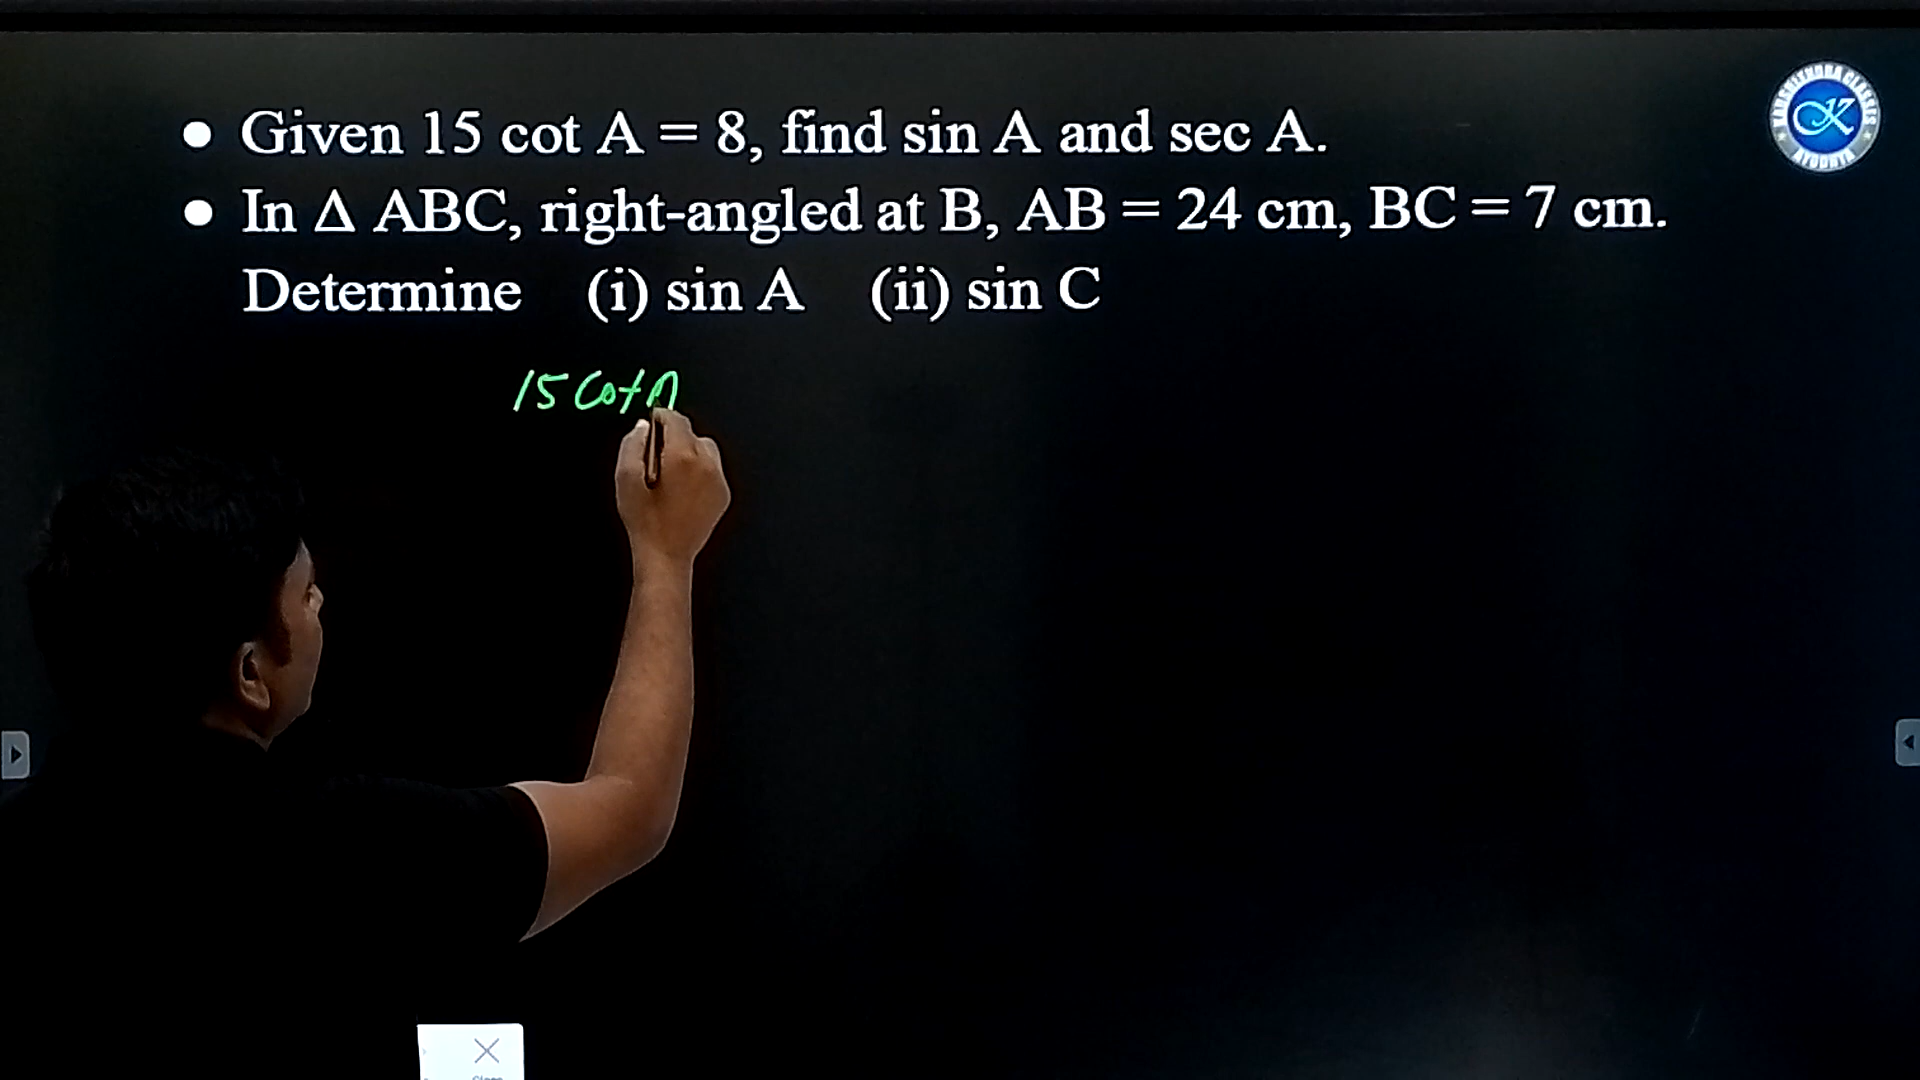 • Given 15 cot A = 8, find sin A and sec A.
• In Δ ABC, right-angled at B, AB = 24 cm, BC = 7 cm.
Determine (i) sin A (ii) sin C
15 Cot A
K
AYODHYA